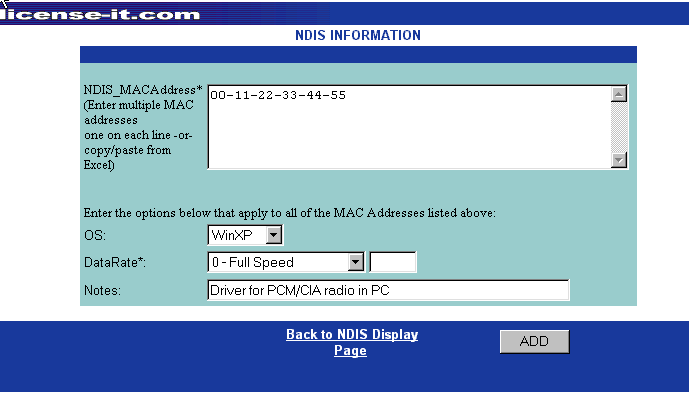 license-it.com
NDIS INFORMATION
NDIS_MACAddress*
(Enter multiple MAC
addresses
one on each line -or-
copy/paste from
Excel)
00-11-22-33-44-55
Enter the options below that apply to all of the MAC Addresses listed above:
OS: WinXP
DataRate*: 0 - Full Speed
Notes: Driver for PCM/CIA radio in PC
Back to NDIS Display
Page
ADD